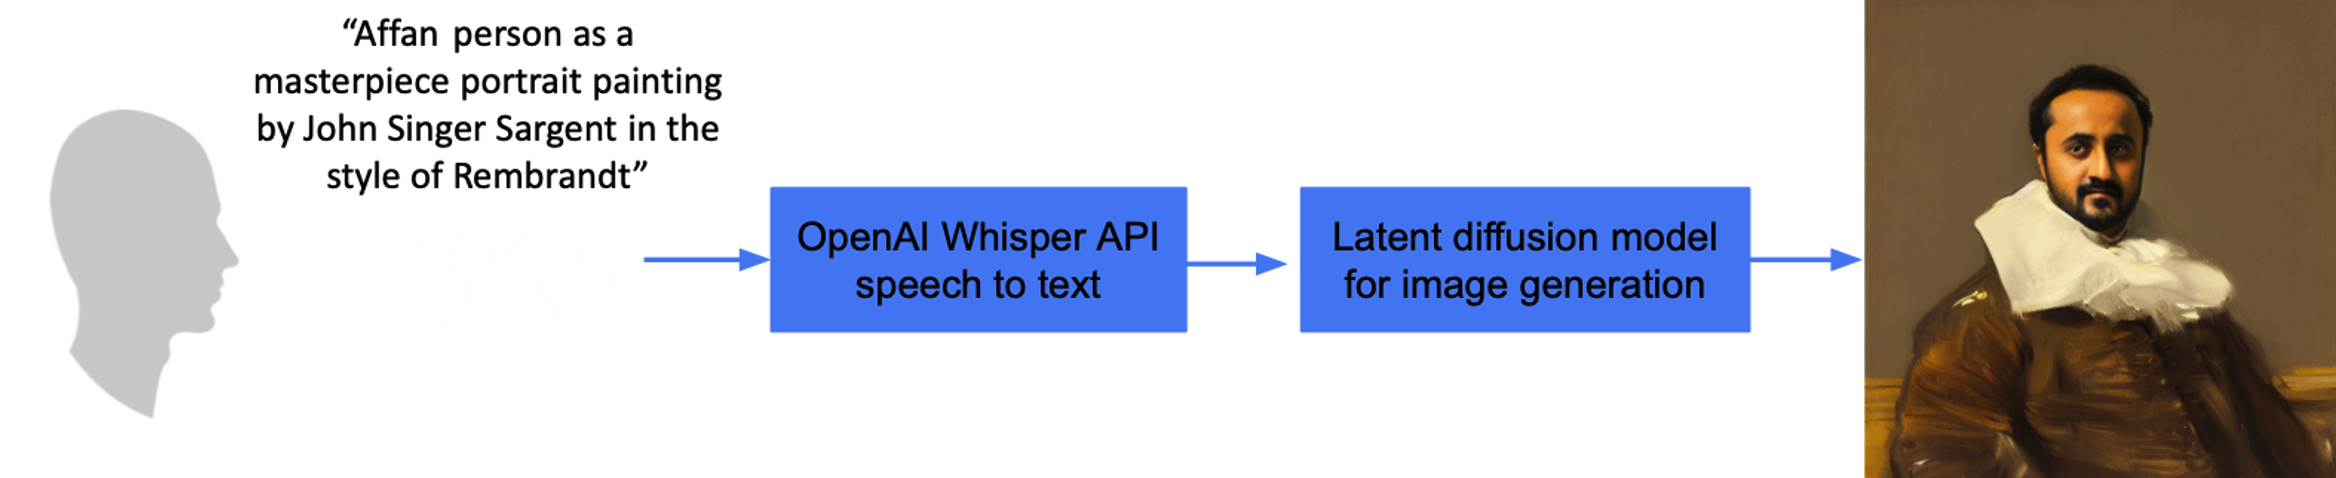 “Affan person as a
masterpiece portrait painting
by John Singer Sargent in the
style of Rembrandt”
OpenAI Whisper API
speech to text
Latent diffusion model
for image generation